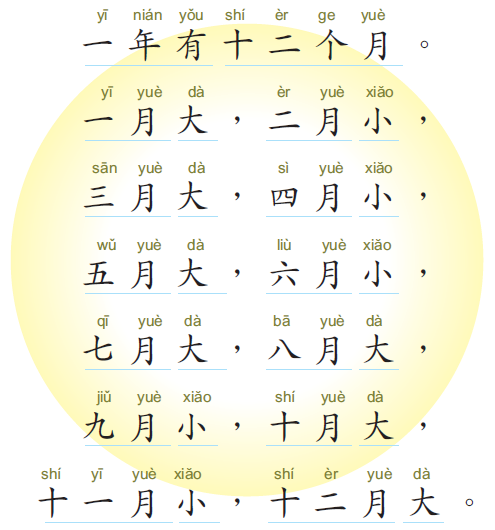 yī nián yǒu shí èr ge yuè
一年有十二个月。
yī yuè dà èr yuè xiǎo
一月大，二月小，
sān yuè dà sì yuè xiǎo
三月大，四月小，
wǔ yuè dà liù yuè xiǎo
五月大，六月小，
qī yuè dà bā yuè dà
七月大，八月大，
jiǔ yuè xiǎo shí yuè dà
九月小，十月大，
shí yī yuè xiǎo shí èr yuè dà
十一月小，十二月大。